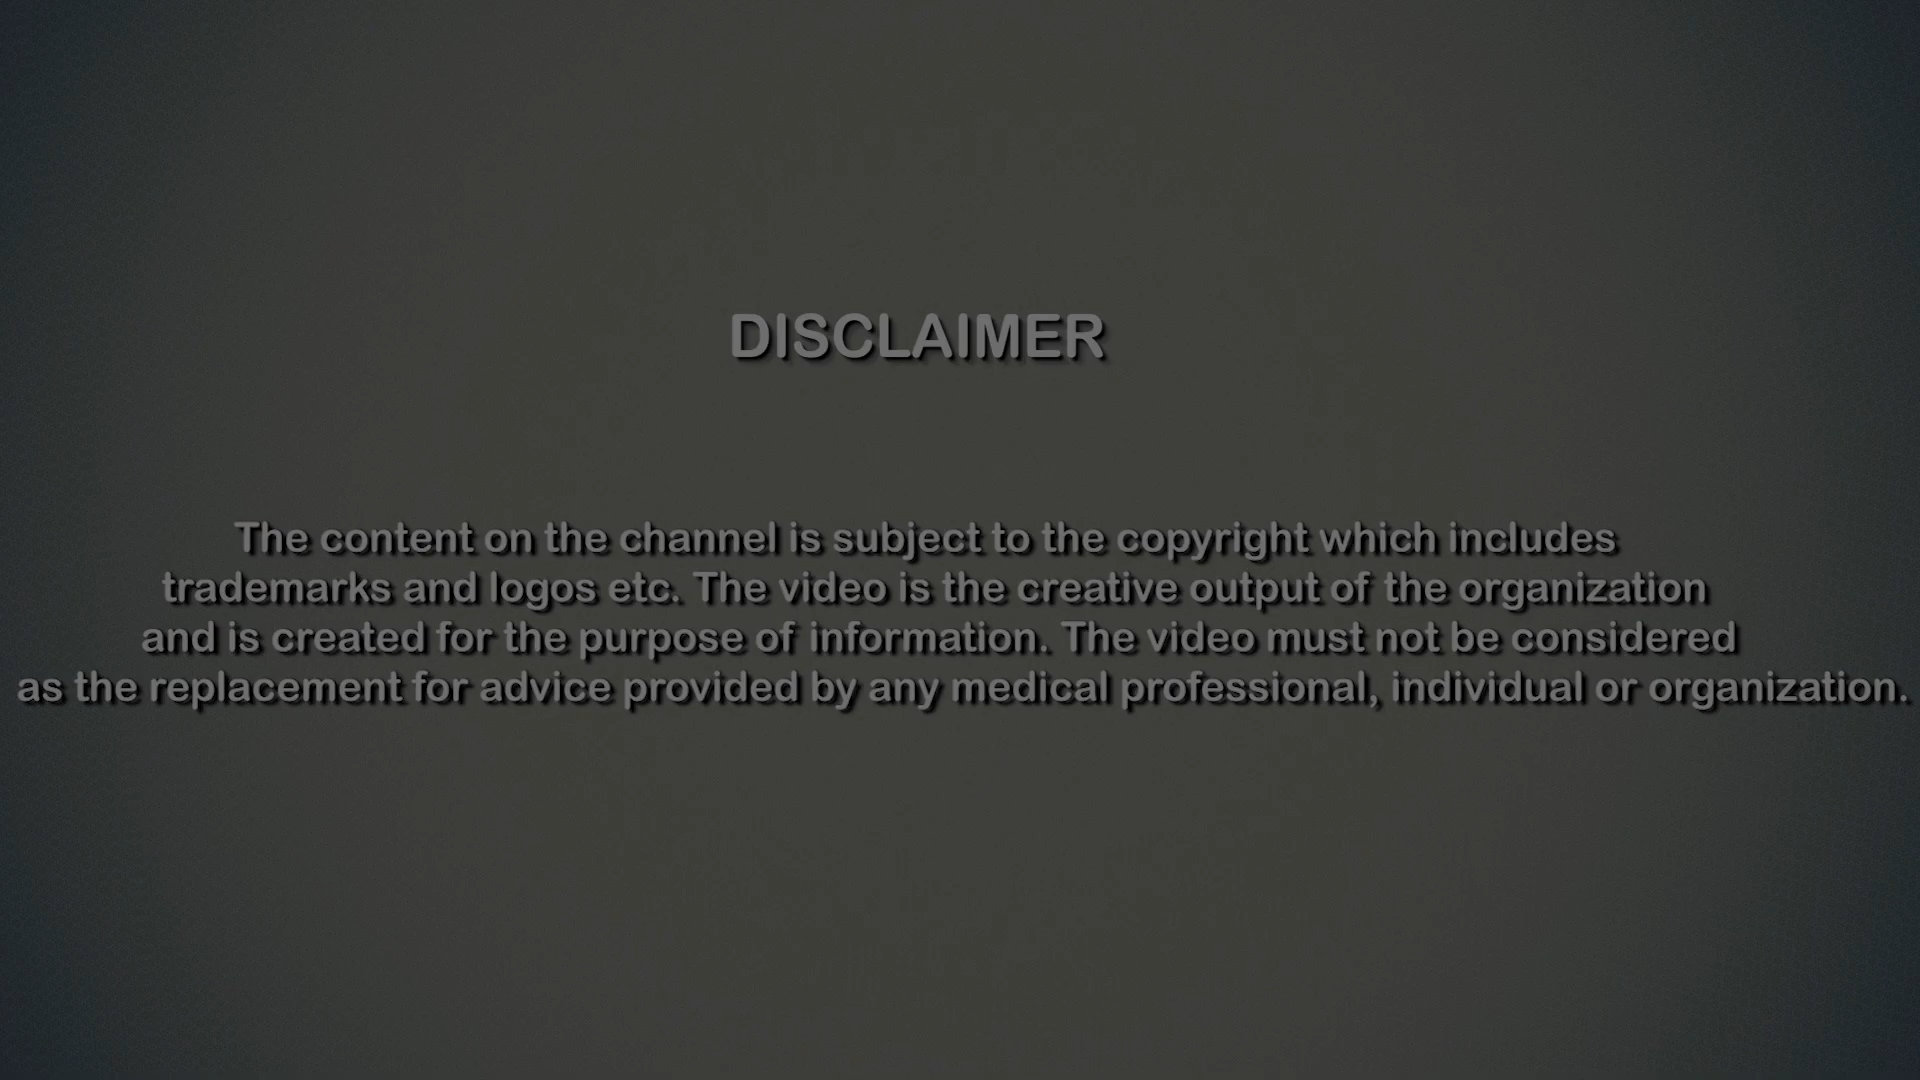 DISCLAIMER
The content on the channel is subject to the copyright which includes
trademarks and logos etc. The video is the creative output of the organization
and is created for the purpose of information. The video must not be considered
as the replacement for advice provided by any medical professional, individual or organization.